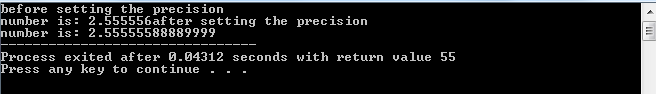 before setting the precision
number is: 2.555556after setting the precision
number is: 2.55555588889999
--------------------------------
Process exited after 0.04312 seconds with return value 55
Press any key to continue . . .